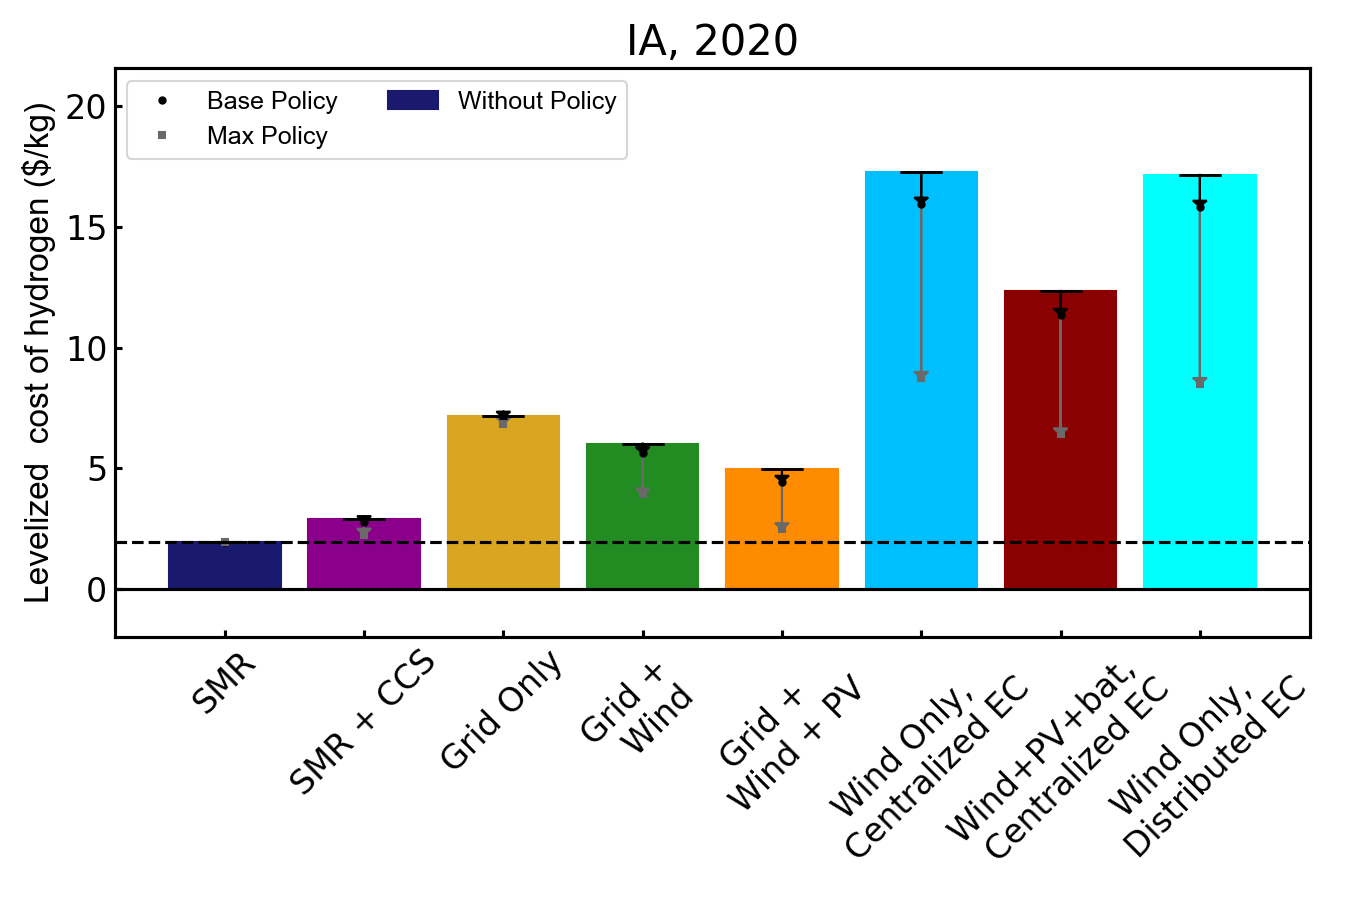 IA, 2020
Base Policy
Max Policy
Without Policy
Levelized cost of hydrogen ($/kg)
20
15
10
5
0
SMR
SMR + CCS
Grid Only
Grid +
Wind
Grid +
Wind + PV
Wind Only,
Centralized EC
Wind+PV+bat,
Centralized EC
Wind Only,
Distributed EC